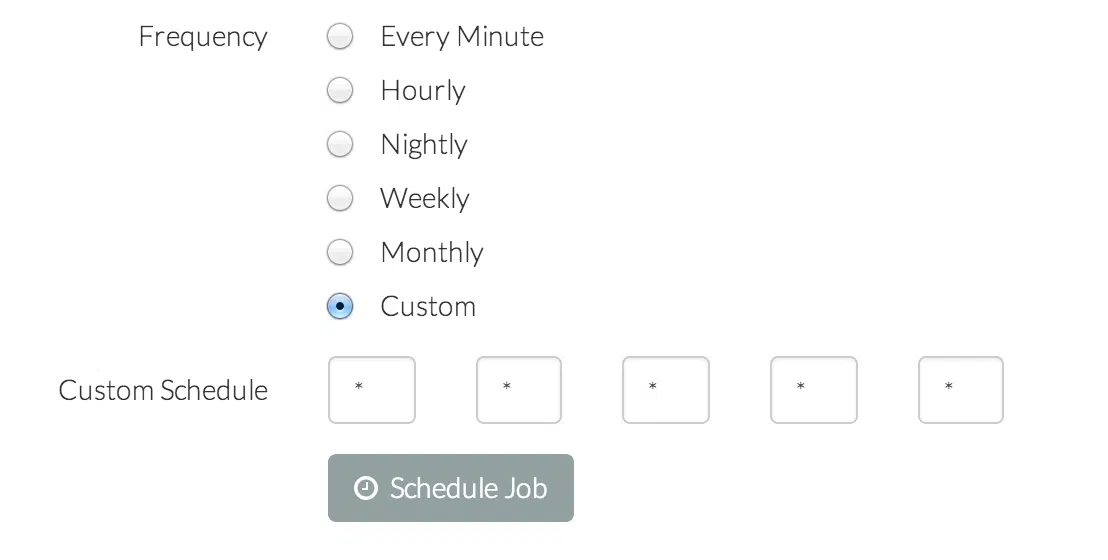 Frequency Every Minute
Hourly
Nightly
Weekly
Monthly
Custom
Custom Schedule * * * * *
Schedule Job